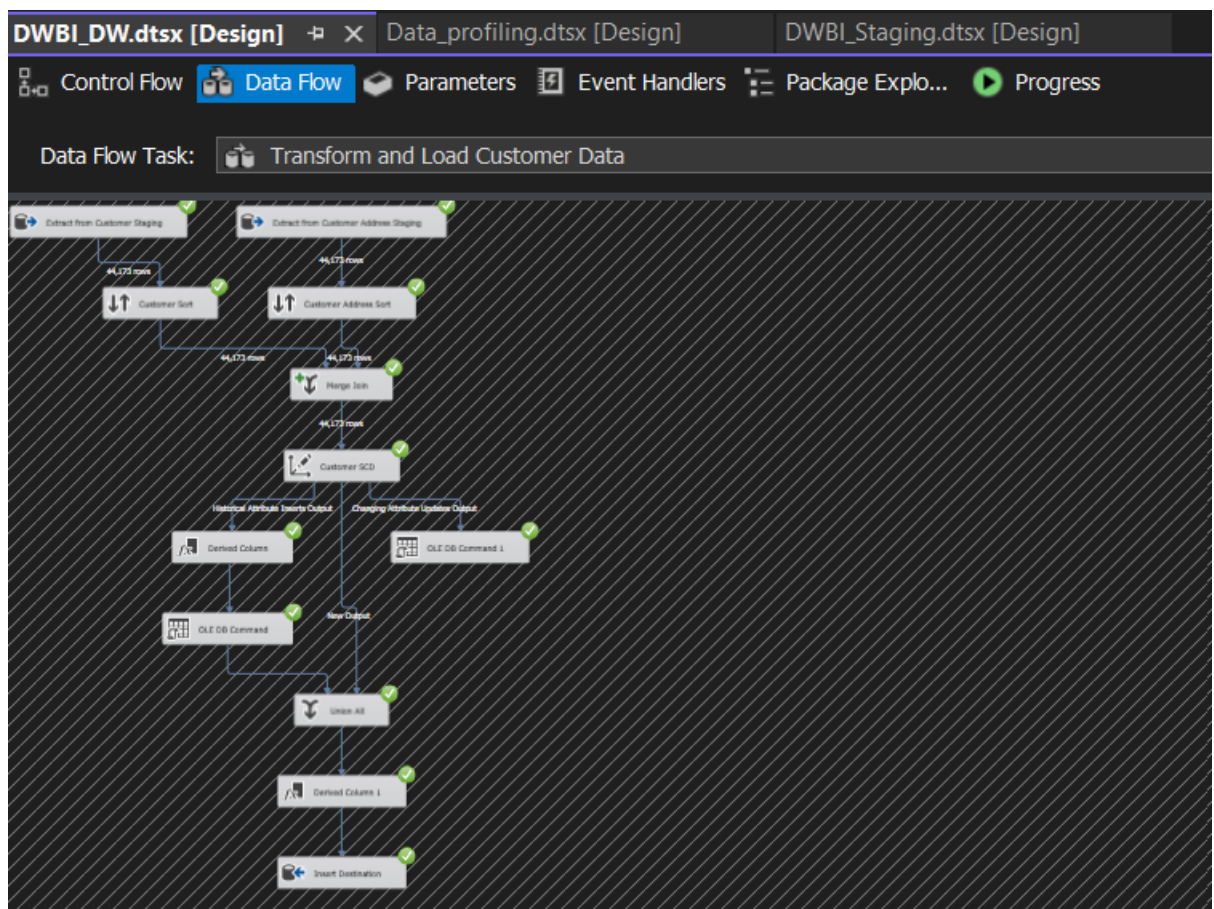 DWBI_DW.dtsx [Design] Data_profiling.dtsx [Design] DWBI_Staging.dtsx [Design]
Control Flow Data Flow Parameters Event Handlers Package Explo... Progress
Data Flow Task: Transform and Load Customer Data
Extract from Customer Staging Extract from Customer Address Staging
44,173 rows 44,173 rows
Customer Sort Customer Address Sort
44,173 rows 44,173 rows
Merge Join
44,173 rows
Customer SCD
Historical Attribute Inserts Output Changing Attribute Updates Output
Derived Column OLE DB Command 1
OLE DB Command New Output
Union All
Derived Column 1
Insert Destination